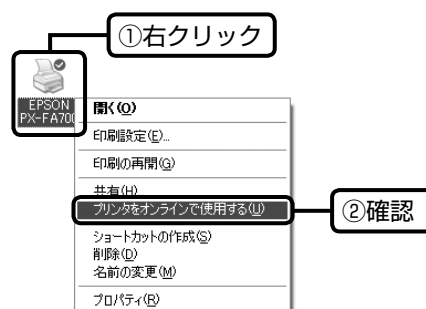 ①右クリック
EPSON
PX-FA700
開く(O)
印刷設定(E)...
印刷の再開(G)
共有(H)
プリンタをオンラインで使用する(U)
②確認
ショートカットの作成(S)
削除(D)
名前の変更(M)
プロパティ(R)